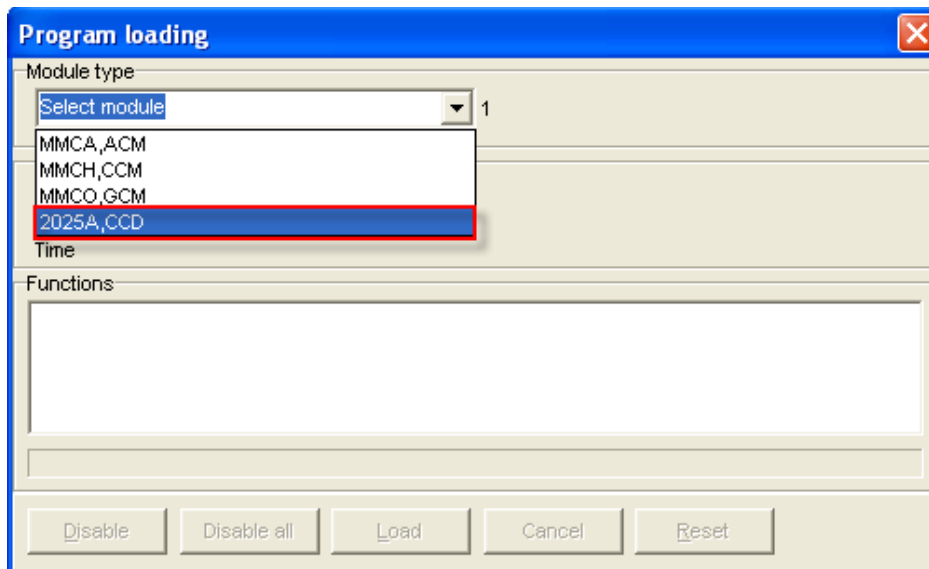 Program loading
Module type
Select module 1
MMCA,ACM
MMCH,CCM
MMCO,GCM
2025A,CCD
Time
Functions
Disable Disable all Load Cancel Reset